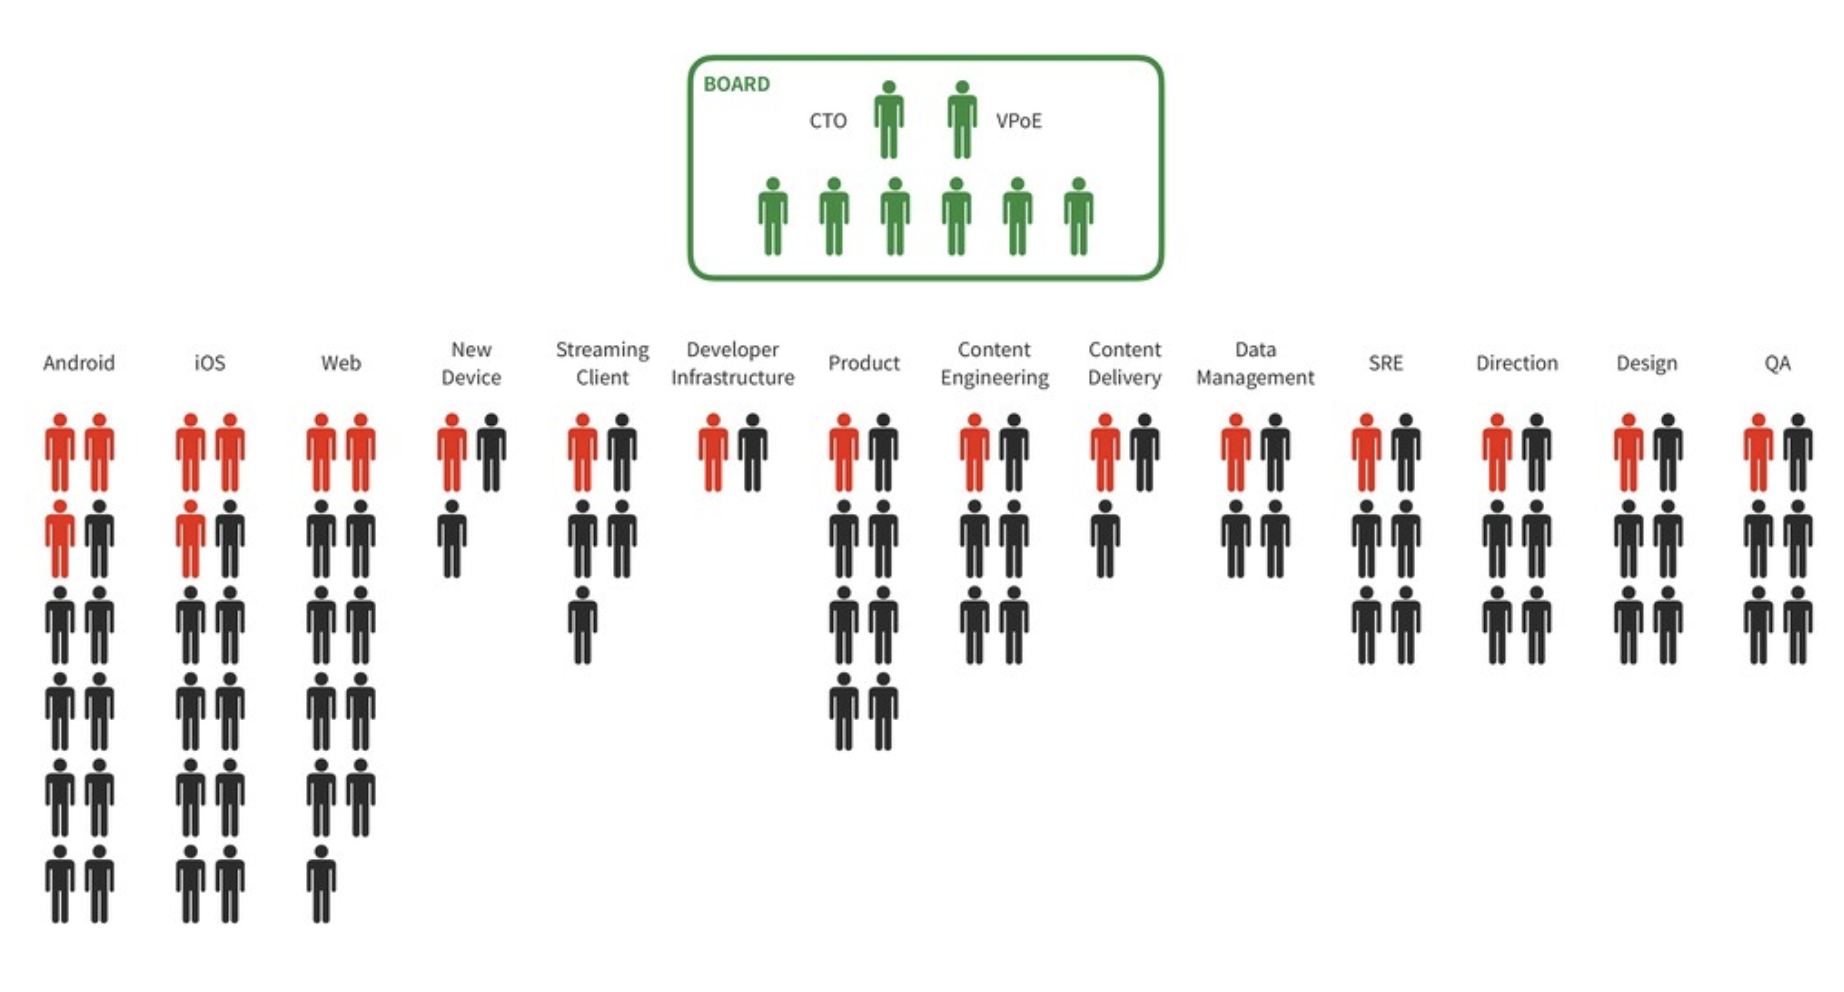 BOARD
CTO
VPoE
Android
iOS
Web
New
Device
Streaming
Client
Developer
Infrastructure
Product
Content
Engineering
Content
Delivery
Data
Management
SRE
Direction
Design
QA